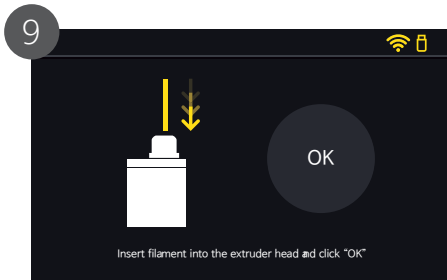 9
OK
Insert filament into the extruder head and click “OK”